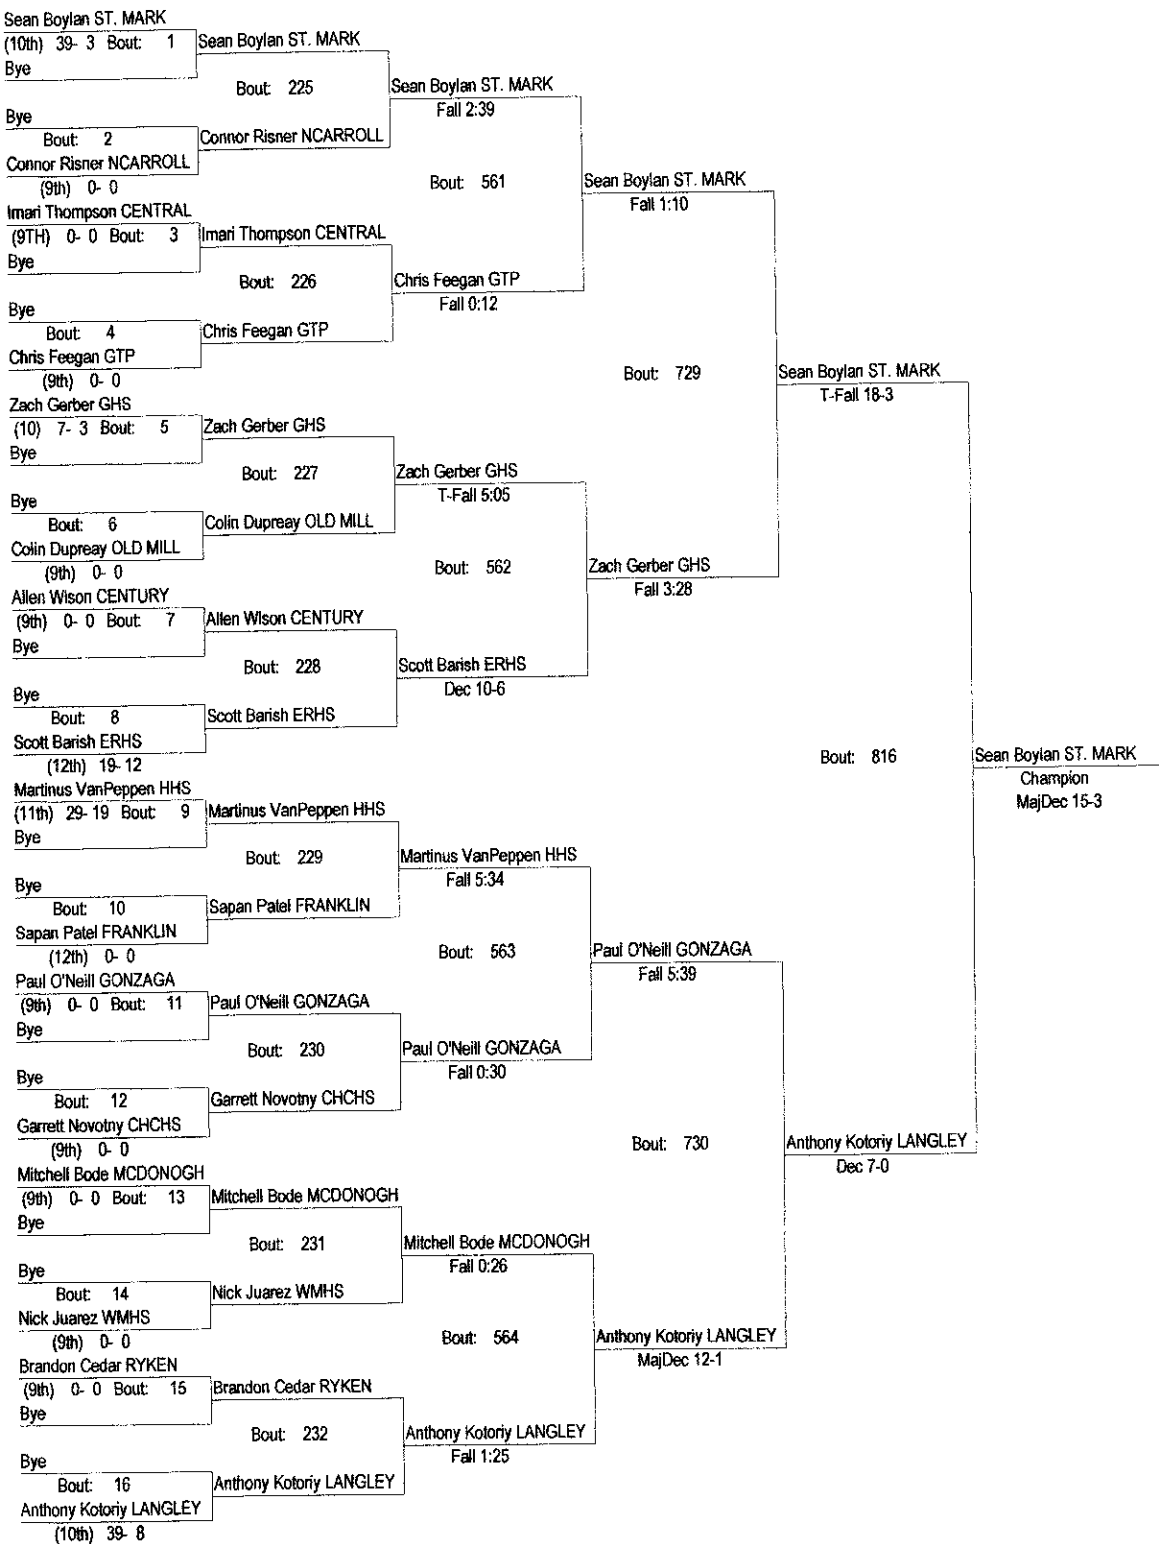 Sean Boylan ST. MARK
(10th) 39- 3 Bout: 1
Bye
Sean Boylan ST. MARK
Bout: 225
Bye
Bout: 2
Connor Risner NCARROLL
(9th) 0- 0
Connor Risner NCARROLL
Sean Boylan ST. MARK
Fall 2:39
Bout: 561
Imari Thompson CENTRAL
(9TH) 0- 0 Bout: 3
Bye
Imari Thompson CENTRAL
Bout: 226
Bye
Bout: 4
Chris Feegan GTP
(9th) 0- 0
Chris Feegan GTP
Chris Feegan GTP
Fall 0:12
Sean Boylan ST. MARK
Fall 1:10
Bout: 729
Zach Gerber GHS
(10) 7- 3 Bout: 5
Bye
Zach Gerber GHS
Bout: 227
Bye
Bout: 6
Colin Dupreay OLD MILL
(9th) 0- 0
Colin Dupreay OLD MILL
Zach Gerber GHS
T-Fall 5:05
Bout: 562
Allen Wlson CENTURY
(9th) 0- 0 Bout: 7
Bye
Allen Wlson CENTURY
Bout: 228
Bye
Bout: 8
Scott Barish ERHS
(12th) 19- 12
Scott Barish ERHS
Scott Barish ERHS
Dec 10-6
Zach Gerber GHS
Fall 3:28
Sean Boylan ST. MARK
T-Fall 18-3
Bout: 816
Sean Boylan ST. MARK
Champion
MajDec 15-3
Martinus VanPeppen HHS
(11th) 29- 19 Bout: 9
Bye
Martinus VanPeppen HHS
Bout: 229
Bye
Bout: 10
Sapan Patel FRANKLIN
(12th) 0- 0
Sapan Patel FRANKLIN
Martinus VanPeppen HHS
Fall 5:34
Bout: 563
Paul O'Neill GONZAGA
(9th) 0- 0 Bout: 11
Bye
Paul O'Neill GONZAGA
Bout: 230
Bye
Bout: 12
Garrett Novotny CHCHS
(9th) 0- 0
Garrett Novotny CHCHS
Paul O'Neill GONZAGA
Fall 0:30
Paul O'Neill GONZAGA
Fall 5:39
Bout: 730
Mitchell Bode MCDONOGH
(9th) 0- 0 Bout: 13
Bye
Mitchell Bode MCDONOGH
Bout: 231
Bye
Bout: 14
Nick Juarez WMHS
(9th) 0- 0
Nick Juarez WMHS
Mitchell Bode MCDONOGH
Fall 0:26
Bout: 564
Brandon Cedar RYKEN
(9th) 0- 0 Bout: 15
Bye
Brandon Cedar RYKEN
Bout: 232
Bye
Bout: 16
Anthony Kotoriy LANGLEY
(10th) 39- 8
Anthony Kotoriy LANGLEY
Anthony Kotoriy LANGLEY
Fall 1:25
Anthony Kotoriy LANGLEY
MajDec 12-1
Anthony Kotoriy LANGLEY
Dec 7-0